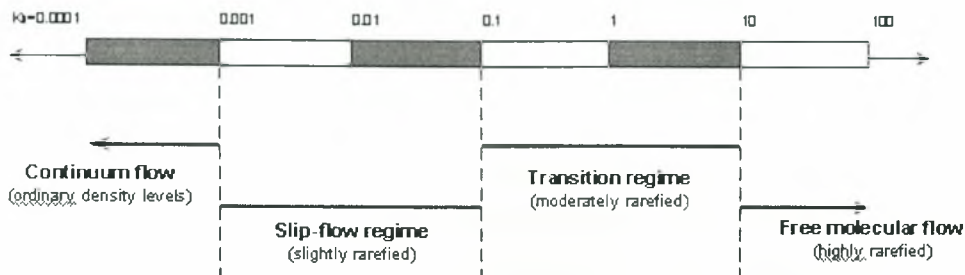 Kn=0.0001 0.001 0.01 0.1 1 10 100
Continuum flow
(ordinary density levels)
Slip-flow regime
(slightly rarefied)
Transition regime
(moderately rarefied)
Free molecular flow
(highly rarefied)